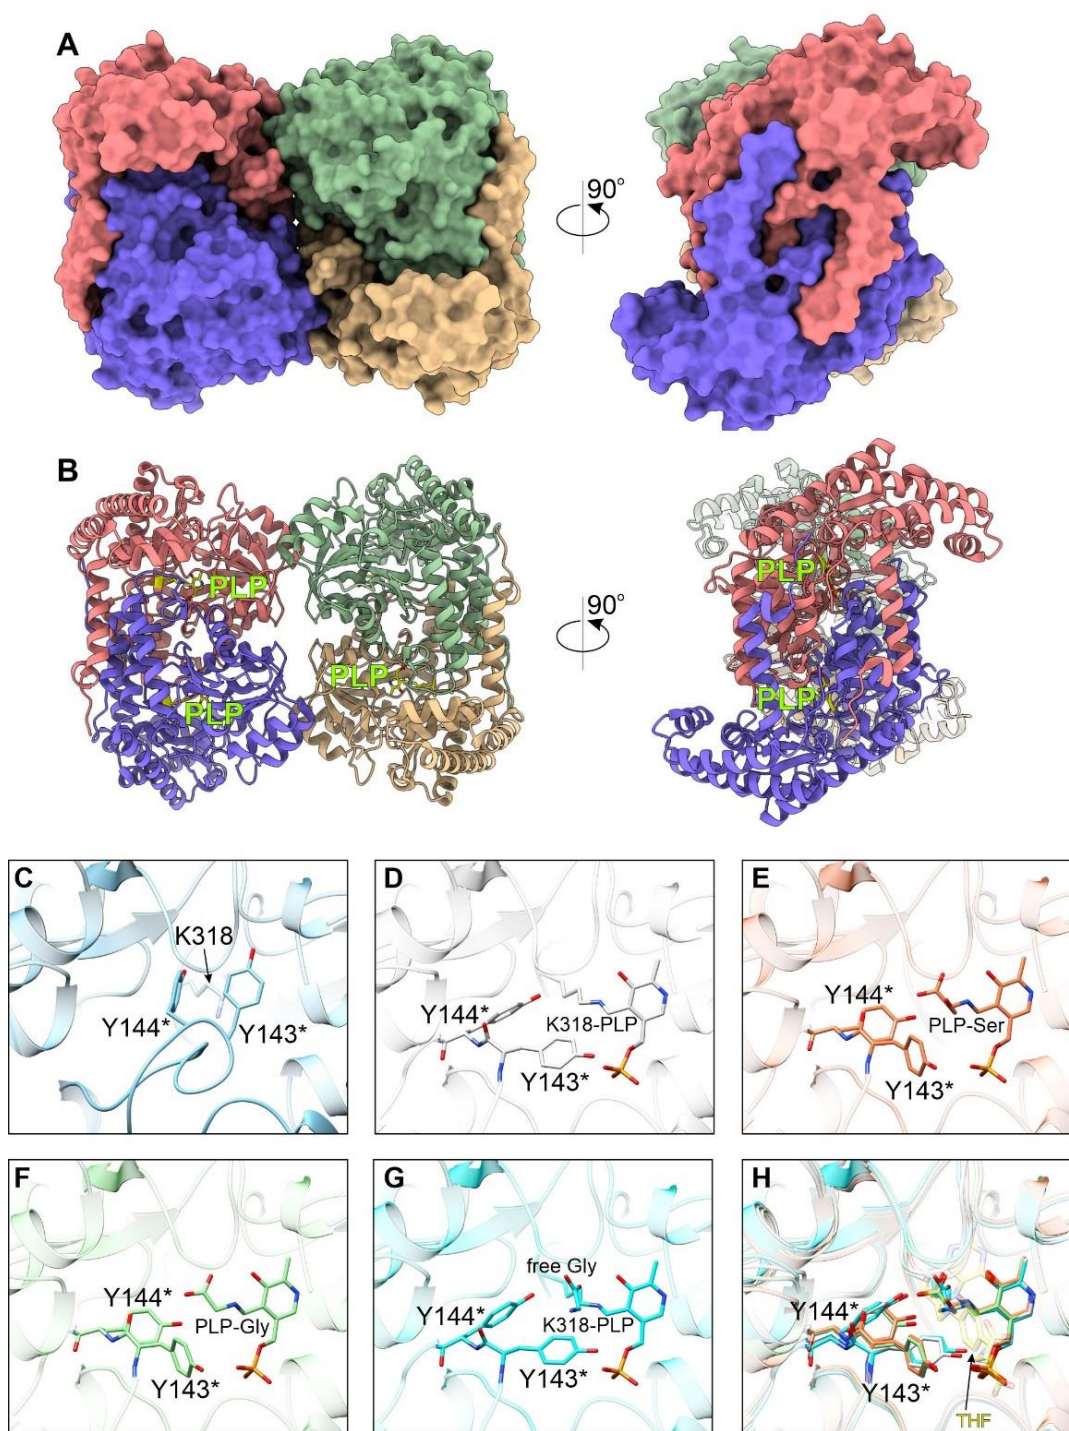 A
90°
B
PLP
PLP
PLP
90°
PLP
PLP
C
K318
Y144*
Y143*
D
Y144*
K318-PLP
Y143*
E
Y144*
PLP-Ser
Y143*
F
Y144*
PLP-Gly
Y143*
G
free Gly
Y144*
K318-PLP
Y143*
H
Y144*
Y143*
THF